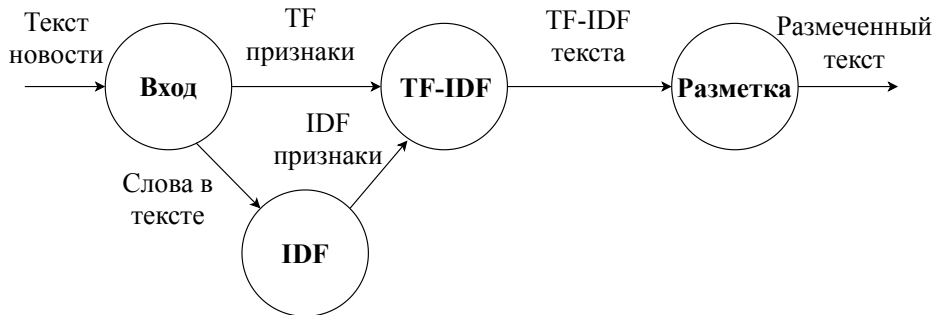 Текст
новости
Вход
TF
признаки
TF-IDF
IDF
признаки
Слова в
тексте
IDF
TF-IDF
текста
Разметка
Размеченный
текст